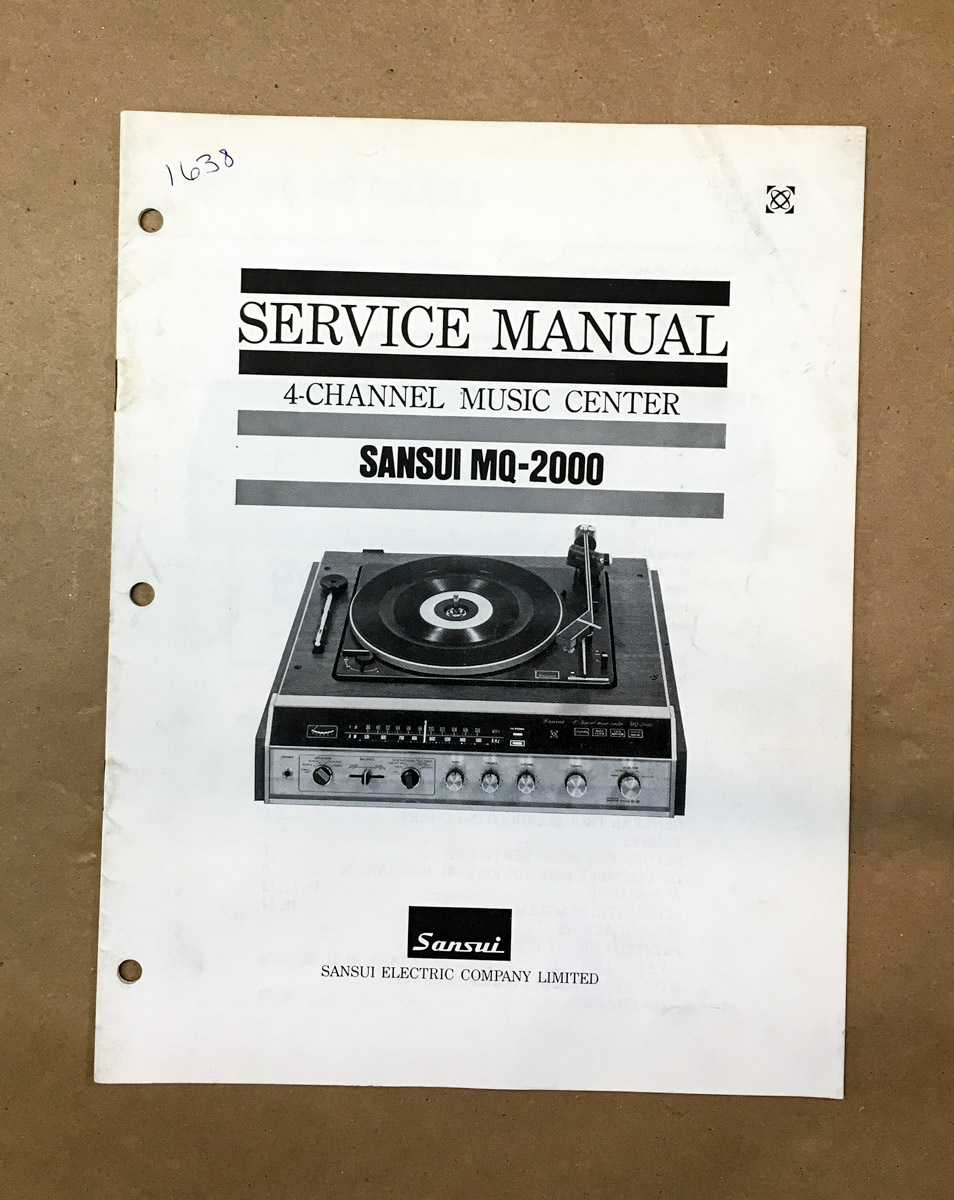 1638
SERVICE MANUAL
4-CHANNEL MUSIC CENTER
SANSUI MQ-2000
Sansui
SANSUI ELECTRIC COMPANY LIMITED